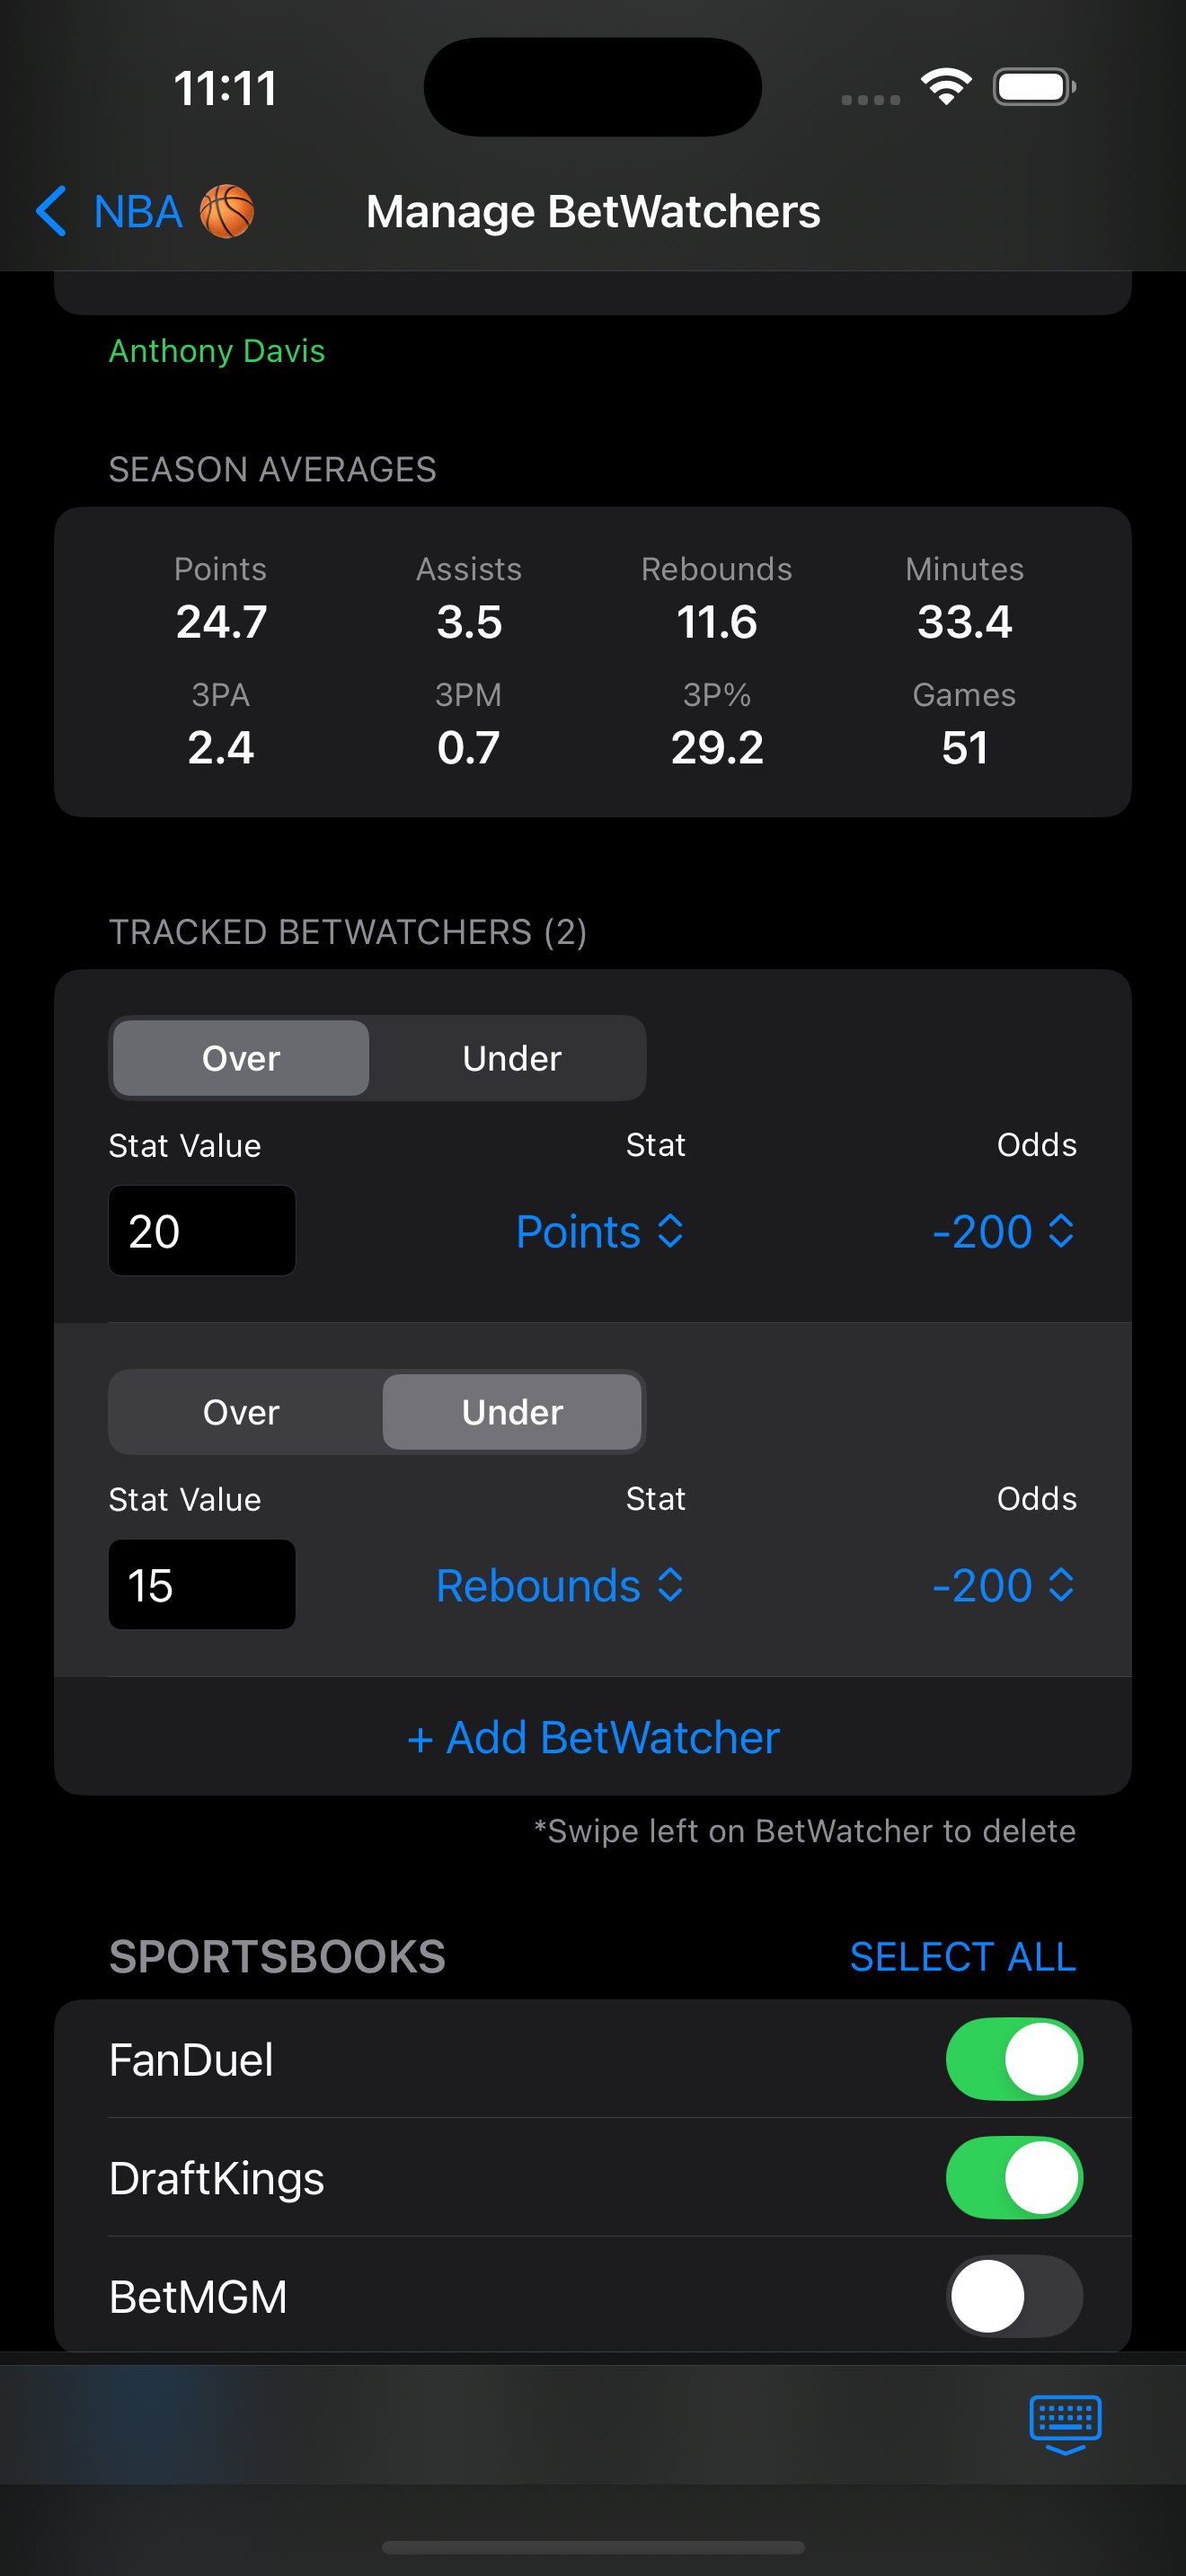 11:11
NBA 🏀 Manage BetWatchers
Anthony Davis
SEASON AVERAGES
Points Assists Rebounds Minutes
24.7 3.5 11.6 33.4
3PA 3PM 3P% Games
2.4 0.7 29.2 51
TRACKED BETWATCHERS (2)
Over Under
Stat Value Stat Odds
20 Points -200
Over Under
Stat Value Stat Odds
15 Rebounds -200
+ Add BetWatcher
*Swipe left on BetWatcher to delete
SPORTSBOOKS SELECT ALL
FanDuel
DraftKings
BetMGM